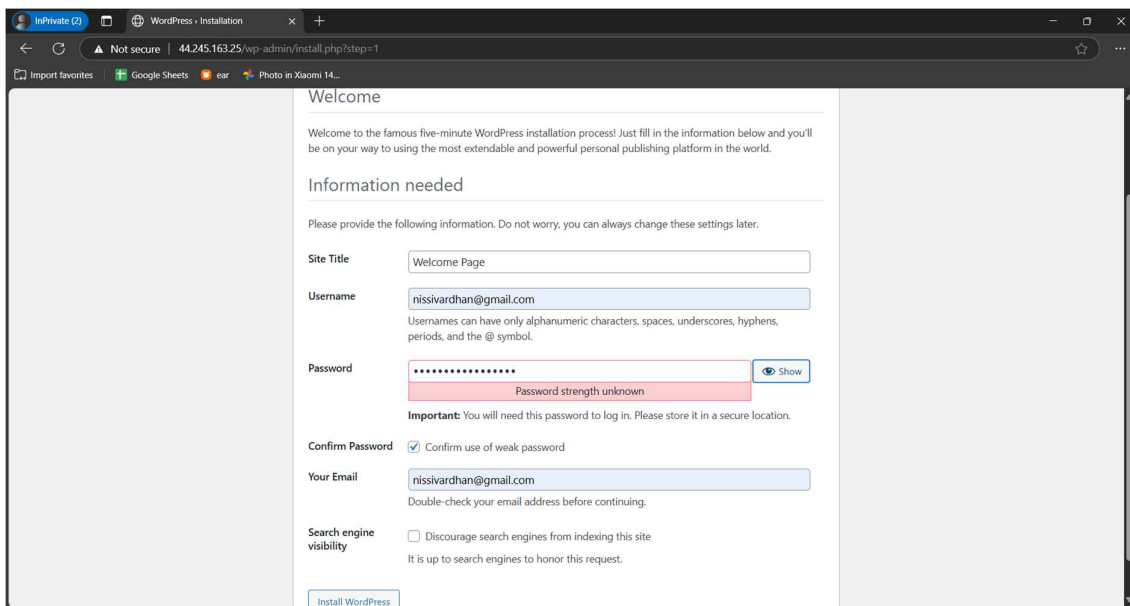 InPrivate (2)
WordPress › Installation
Not secure
44.245.163.25/wp-admin/install.php?step=1
Import favorites
Google Sheets
ear
Photo in Xiaomi 14...
Welcome
Welcome to the famous five-minute WordPress installation process! Just fill in the information below and you'll
be on your way to using the most extendable and powerful personal publishing platform in the world.
Information needed
Please provide the following information. Do not worry, you can always change these settings later.
Site Title
Welcome Page
Username
nissivardhan@gmail.com
Usernames can have only alphanumeric characters, spaces, underscores, hyphens,
periods, and the @ symbol.
Password
•••••••••••••••••
Show
Password strength unknown
Important: You will need this password to log in. Please store it in a secure location.
Confirm Password
Confirm use of weak password
Your Email
nissivardhan@gmail.com
Double-check your email address before continuing.
Search engine
visibility
Discourage search engines from indexing this site
It is up to search engines to honor this request.
Install WordPress